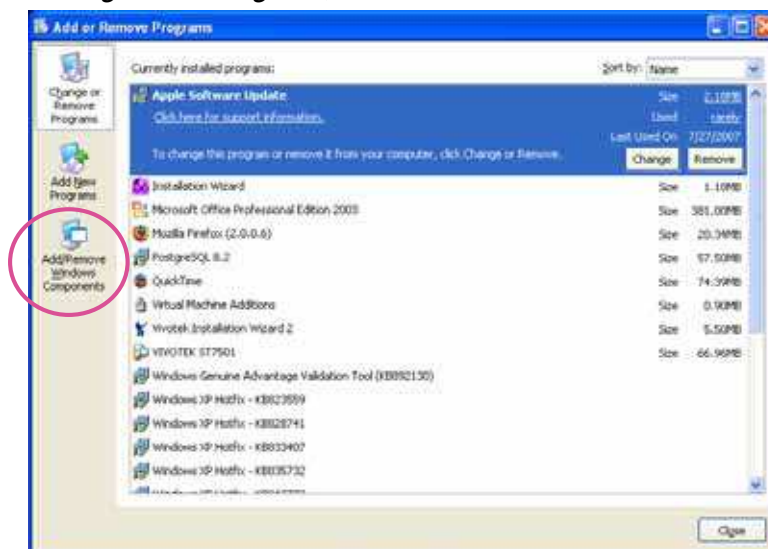 Add or Remove Programs
Currently installed programs:
Sort by: Name
Change or
Remove
Programs
Add New
Programs
Add/Remove
Windows
Components
Apple Software Update
Size 2.10MB
Click here for support information.
Used rarely
Last Used On 7/27/2007
To change this program or remove it from your computer, click Change or Remove.
Change
Remove
Installation Wizard
Size 1.10MB
Microsoft Office Professional Edition 2003
Size 381.00MB
Mozilla Firefox (2.0.0.6)
Size 20.34MB
PostgreSQL 8.2
Size 57.50MB
QuickTime
Size 74.39MB
Virtual Machine Additions
Size 0.90MB
Vivotek Installation Wizard 2
Size 5.50MB
VIVOTEK ST7501
Size 66.96MB
Windows Genuine Advantage Validation Tool (KB892130)
Windows XP Hotfix - KB823559
Windows XP Hotfix - KB828741
Windows XP Hotfix - KB833407
Windows XP Hotfix - KB835732
Close